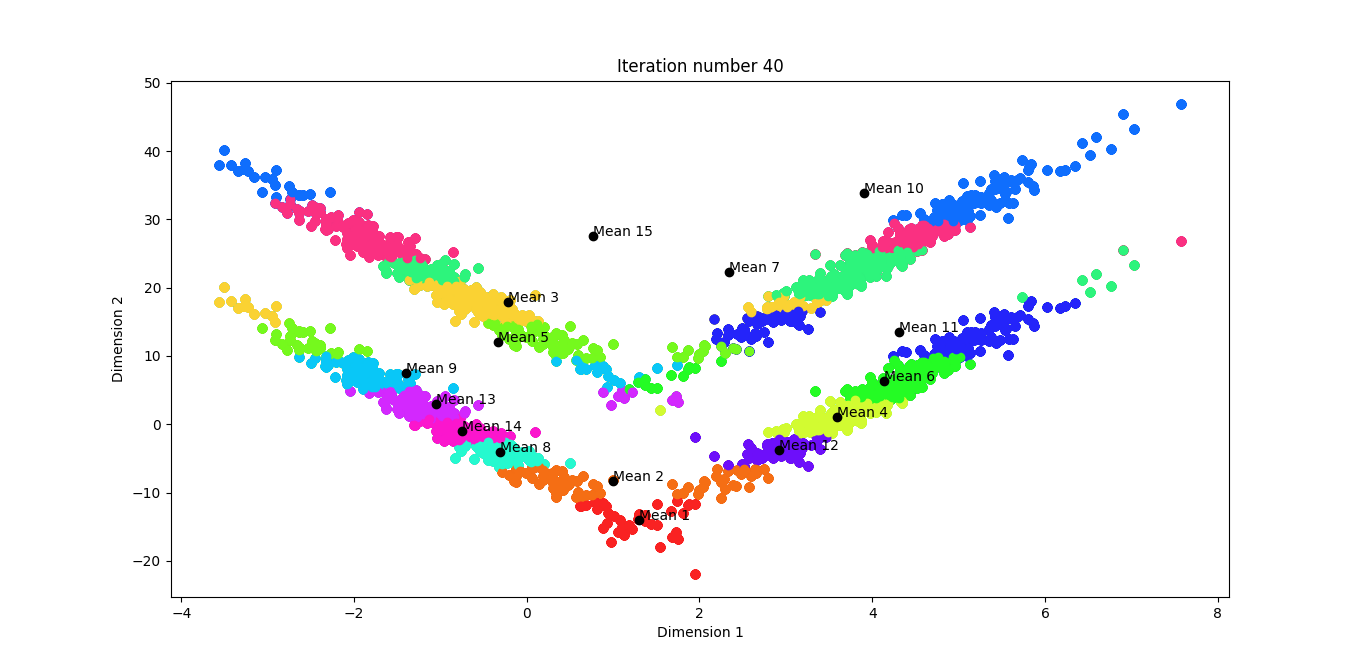 Iteration number 40
50
40
30
20
10
0
−10
−20
Dimension 2
Mean 10
Mean 15
Mean 7
Mean 3
Mean 11
Mean 5
Mean 9
Mean 6
Mean 13
Mean 4
Mean 14
Mean 12
Mean 8
Mean 2
Mean 1
−4
−2
0
2
4
6
8
Dimension 1